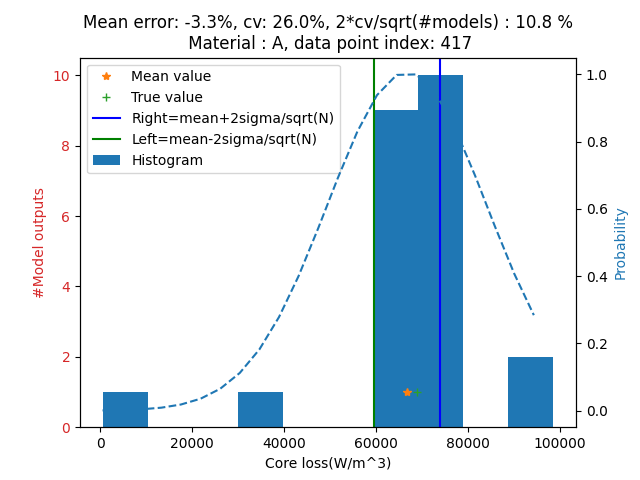 Mean error: -3.3%, cv: 26.0%, 2*cv/sqrt(#models) : 10.8 %
Material : A, data point index: 417
Mean value
True value
Right=mean+2sigma/sqrt(N)
Left=mean-2sigma/sqrt(N)
Histogram
#Model outputs
10
8
6
4
2
0
Probability
1.0
0.8
0.6
0.4
0.2
0.0
0 20000 40000 60000 80000 100000
Core loss(W/m^3)